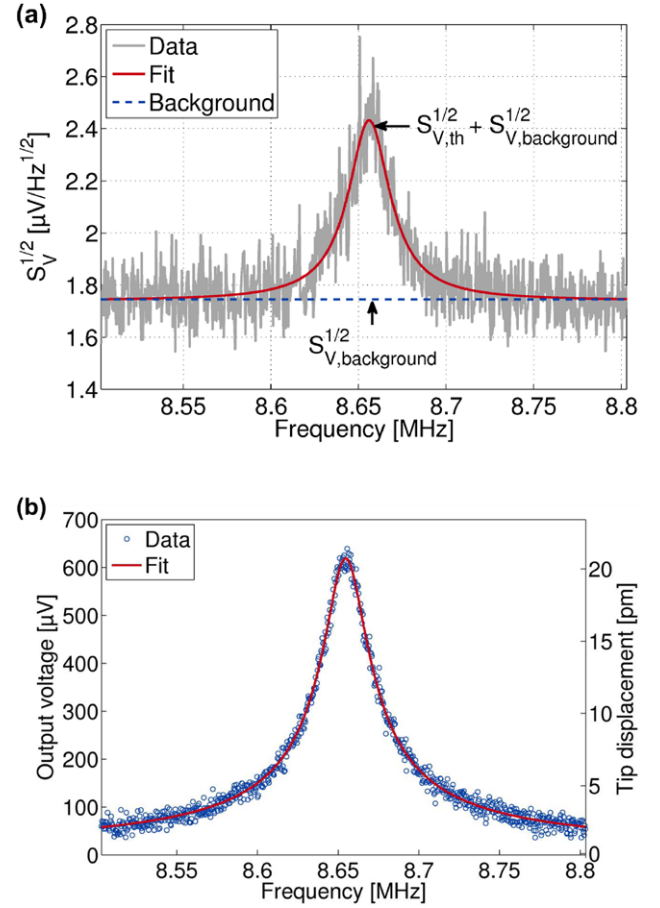 (a)
2.8
2.6
2.4
2.2
2
1.8
1.6
1.4
S_V^{1/2} [µV/Hz^{1/2}]
Data
Fit
Background
S_{V,th}^{1/2} + S_{V,background}^{1/2}
S_{V,background}^{1/2}
8.55 8.6 8.65 8.7 8.75 8.8
Frequency [MHz]
(b)
700
600
500
400
300
200
100
0
Output voltage [µV]
Data
Fit
20
15
10
5
0
Tip displacement [pm]
8.55 8.6 8.65 8.7 8.75 8.8
Frequency [MHz]